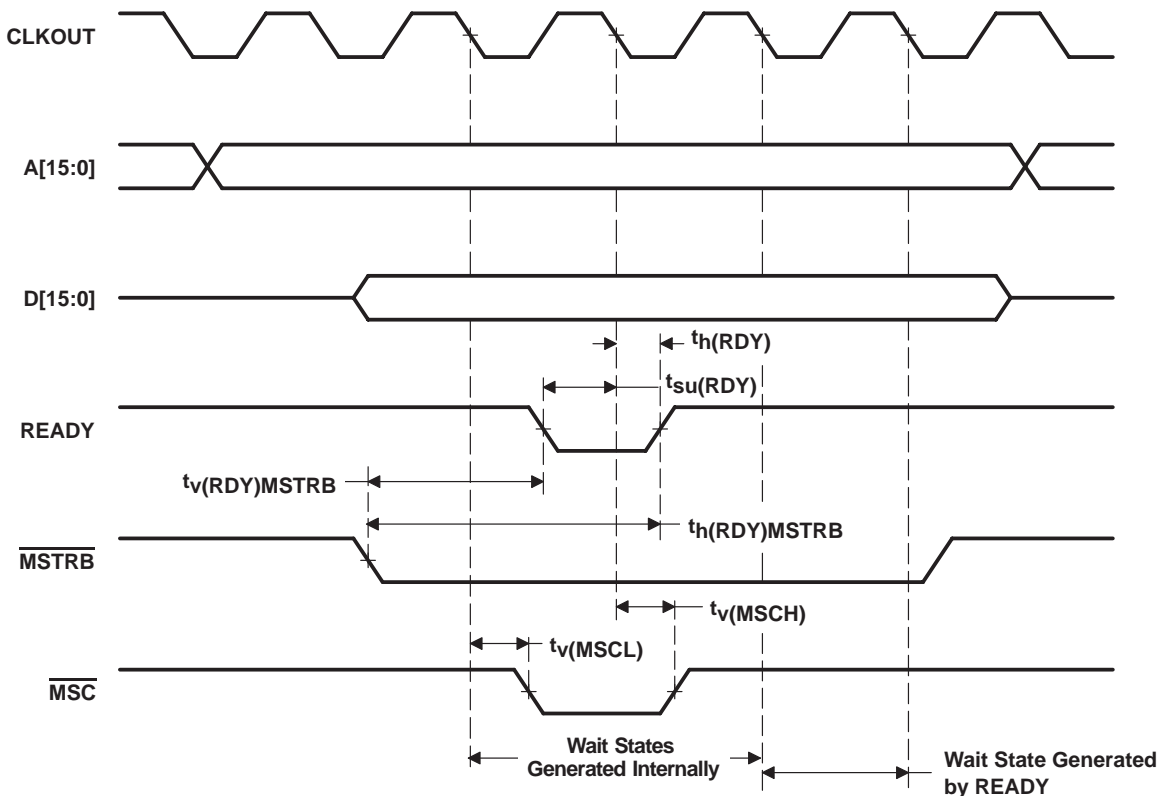 CLKOUT
A[15:0]
D[15:0]
th(RDY)
tsu(RDY)
READY
tv(RDY)MSTRB
th(RDY)MSTRB
MSTRB
tv(MSCH)
tv(MSCL)
MSC
Wait States
Generated Internally
Wait State Generated
by READY